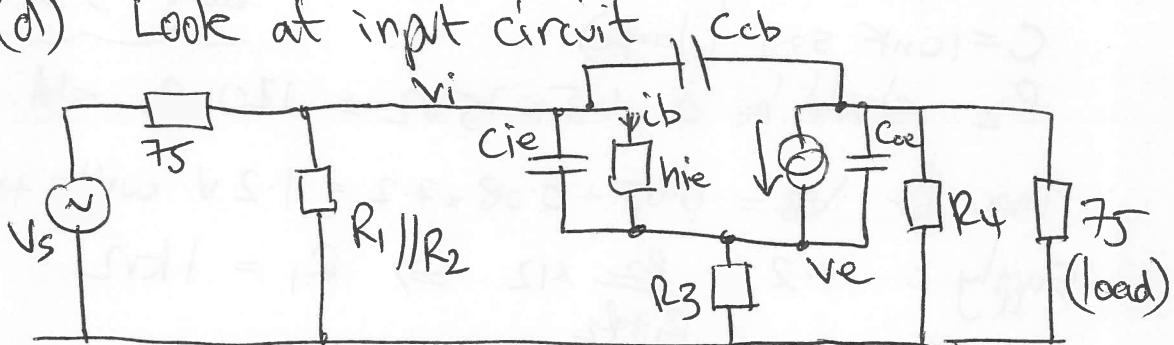 (d) Look at input circuit
Ccb
Vi
ib
75
Cie
hie
Coe
Vs
R1//R2
R4
75
ve
R3
(load)